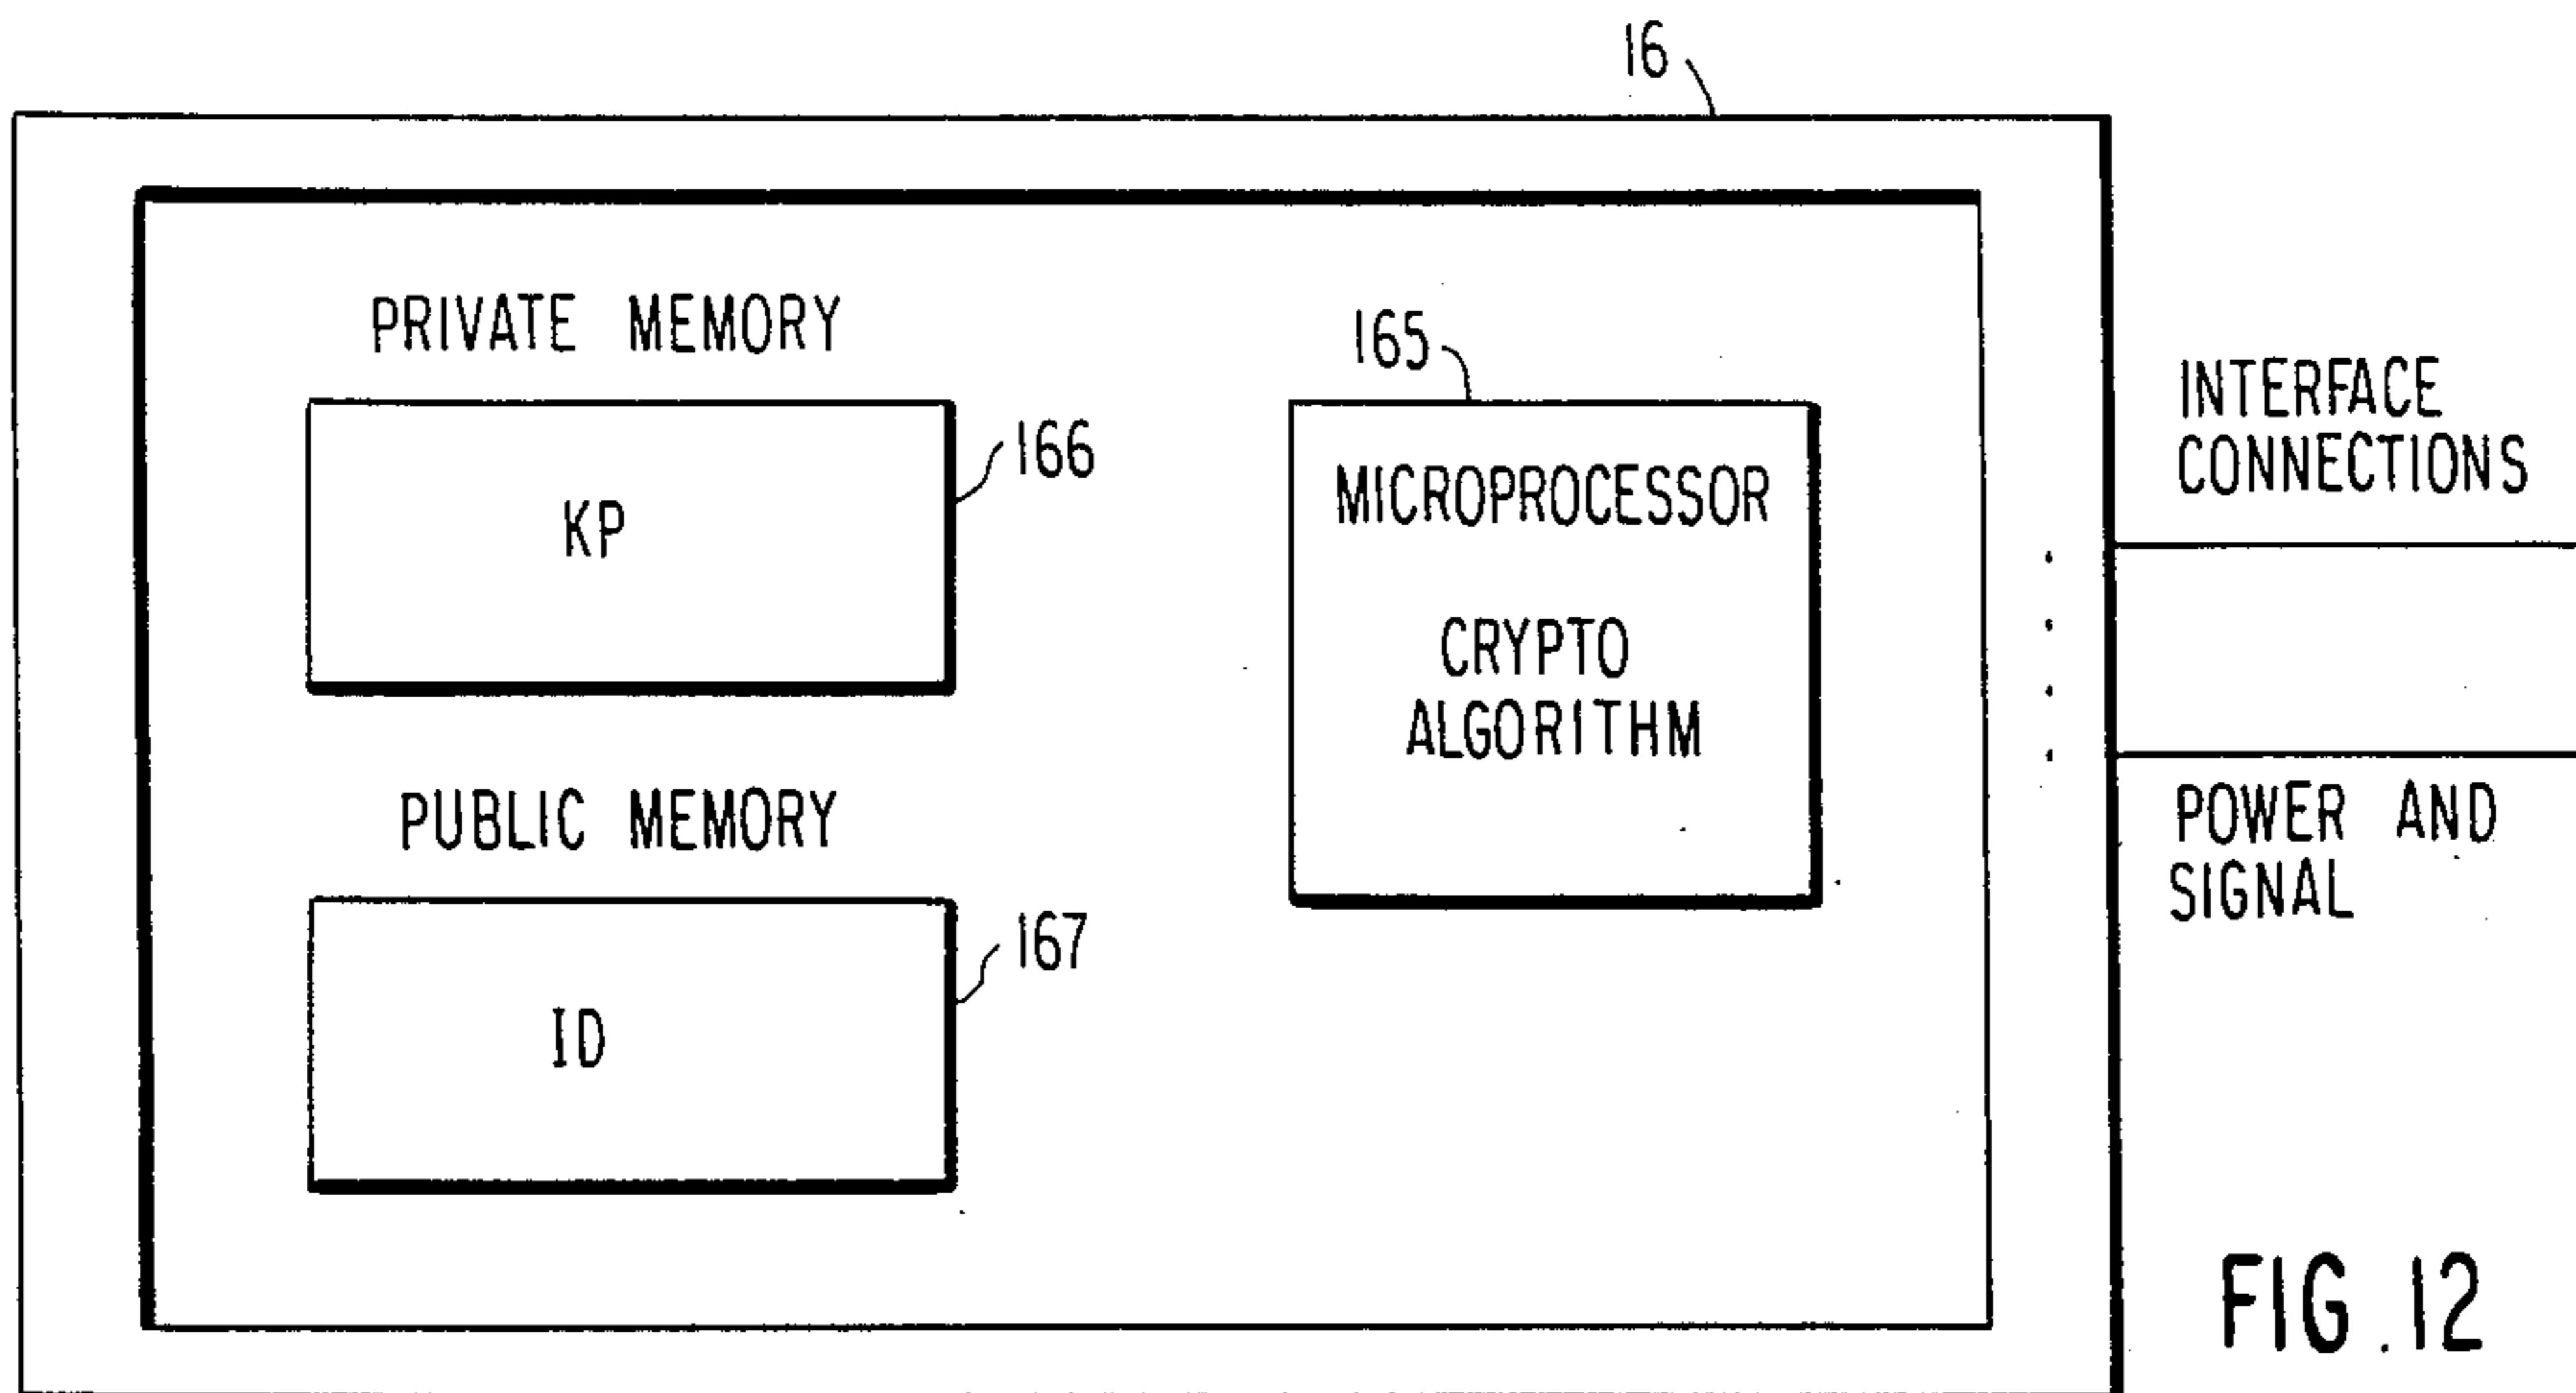 16
PRIVATE MEMORY
166
KP
165
MICROPROCESSOR
CRYPTO
ALGORITHM
INTERFACE
CONNECTIONS
PUBLIC MEMORY
167
ID
POWER AND
SIGNAL
FIG.12